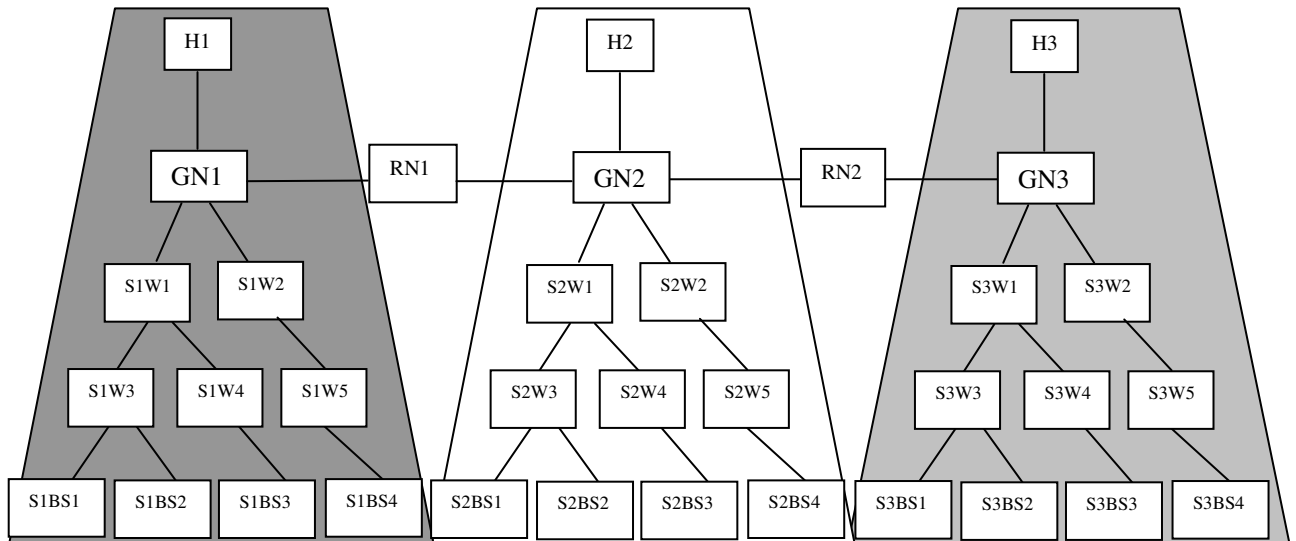 H1
H2
H3
GN1
RN1
GN2
RN2
GN3
S1W1
S1W2
S2W1
S2W2
S3W1
S3W2
S1W3
S1W4
S1W5
S2W3
S2W4
S2W5
S3W3
S3W4
S3W5
S1BS1
S1BS2
S1BS3
S1BS4
S2BS1
S2BS2
S2BS3
S2BS4
S3BS1
S3BS2
S3BS3
S3BS4